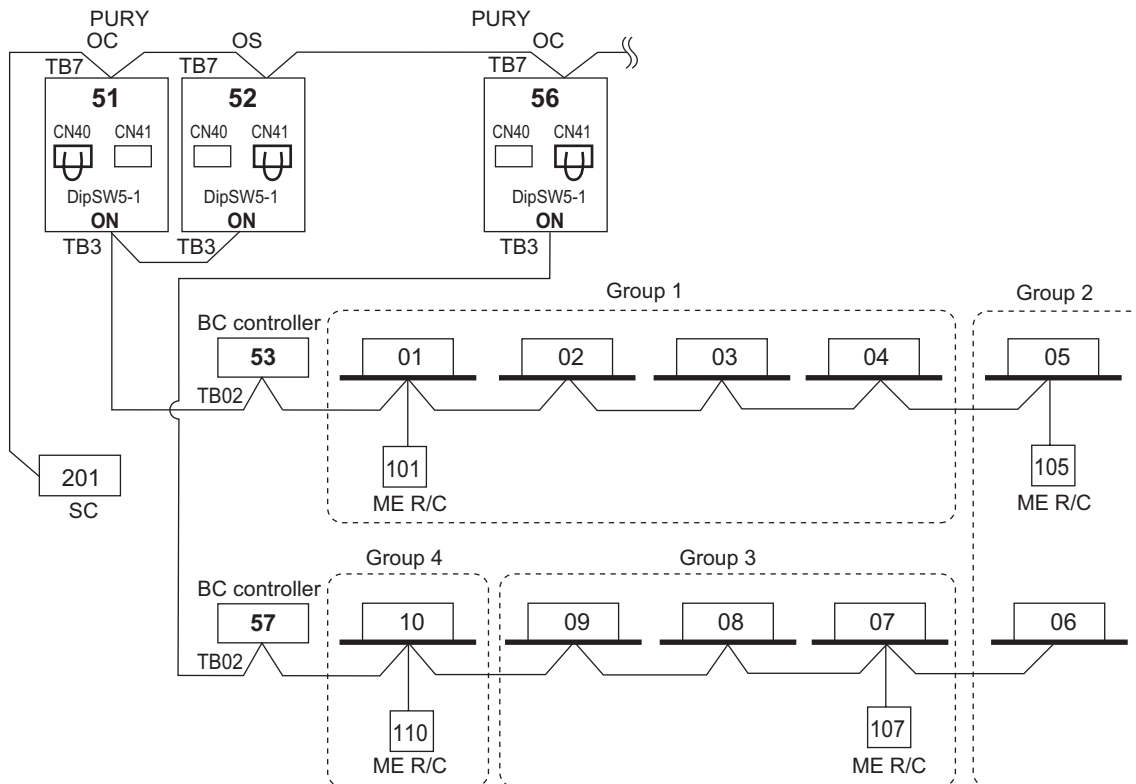 PURY
PURY
OC
OS
OC
TB7
TB7
TB7
51
52
56
CN40
CN41
CN40
CN41
CN40
CN41
DipSW5-1
DipSW5-1
DipSW5-1
ON
ON
ON
TB3
TB3
TB3
Group 1
Group 2
BC controller
53
01
02
03
04
05
TB02
101
105
201
ME R/C
ME R/C
SC
Group 4
Group 3
BC controller
57
10
09
08
07
06
TB02
110
107
ME R/C
ME R/C